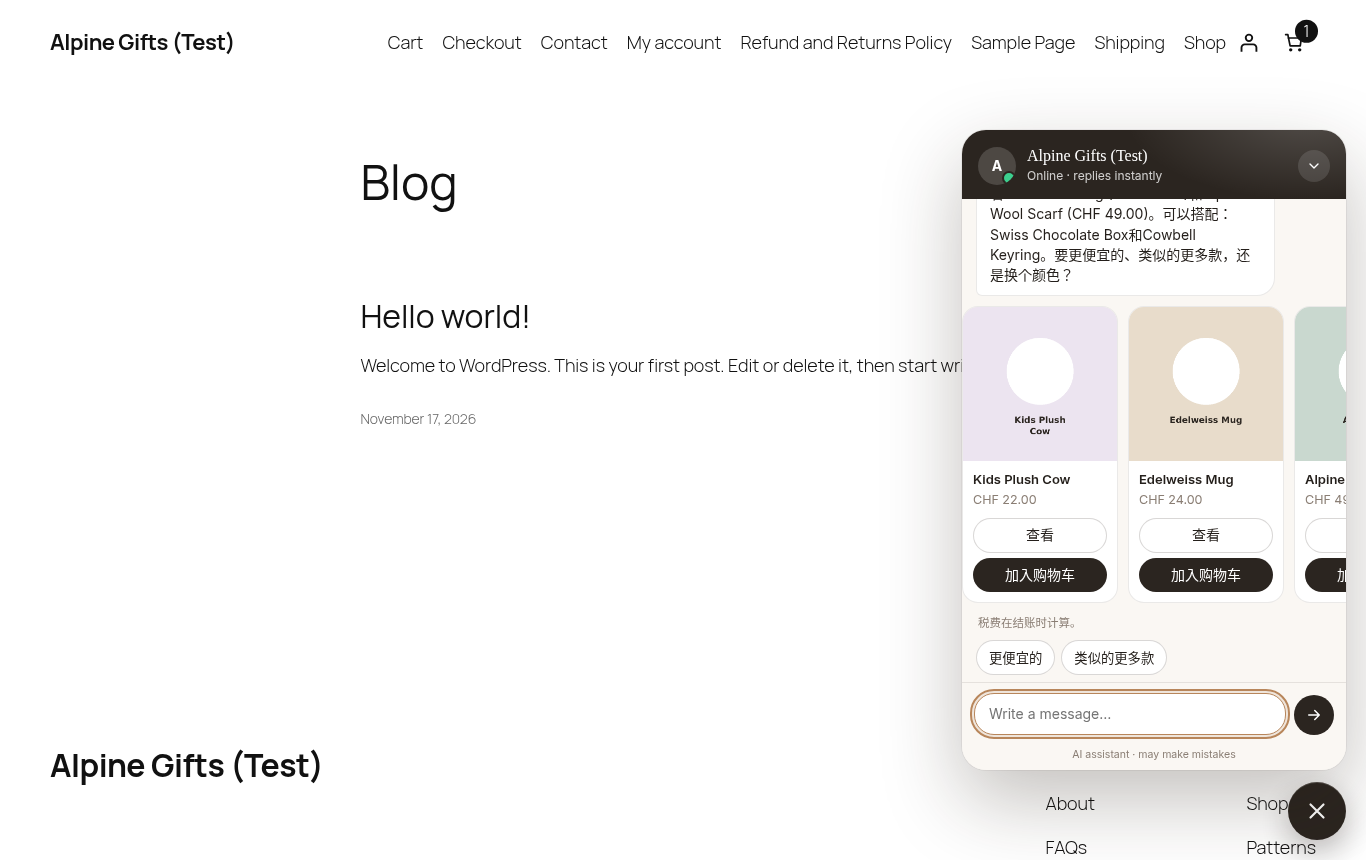 Alpine Gifts (Test)
Cart
Checkout
Contact
My account
Refund and Returns Policy
Sample Page
Shipping
Shop
1
Blog
Hello world!
Welcome to WordPress. This is your first post. Edit or delete it, then start wri
November 17, 2026
A
Alpine Gifts (Test)
Online · replies instantly
Wool Scarf (CHF 49.00)。可以搭配：
Swiss Chocolate Box和Cowbell
Keyring。要更便宜的、类似的更多款，还
是换个颜色？
Kids Plush
Cow
Kids Plush Cow
CHF 22.00
查看
加入购物车
Edelweiss Mug
Edelweiss Mug
CHF 24.00
查看
加入购物车
Alpine
CHF 49
税费在结账时计算。
更便宜的
类似的更多款
Write a message...
AI assistant · may make mistakes
Alpine Gifts (Test)
About
Shop
FAQs
Patterns